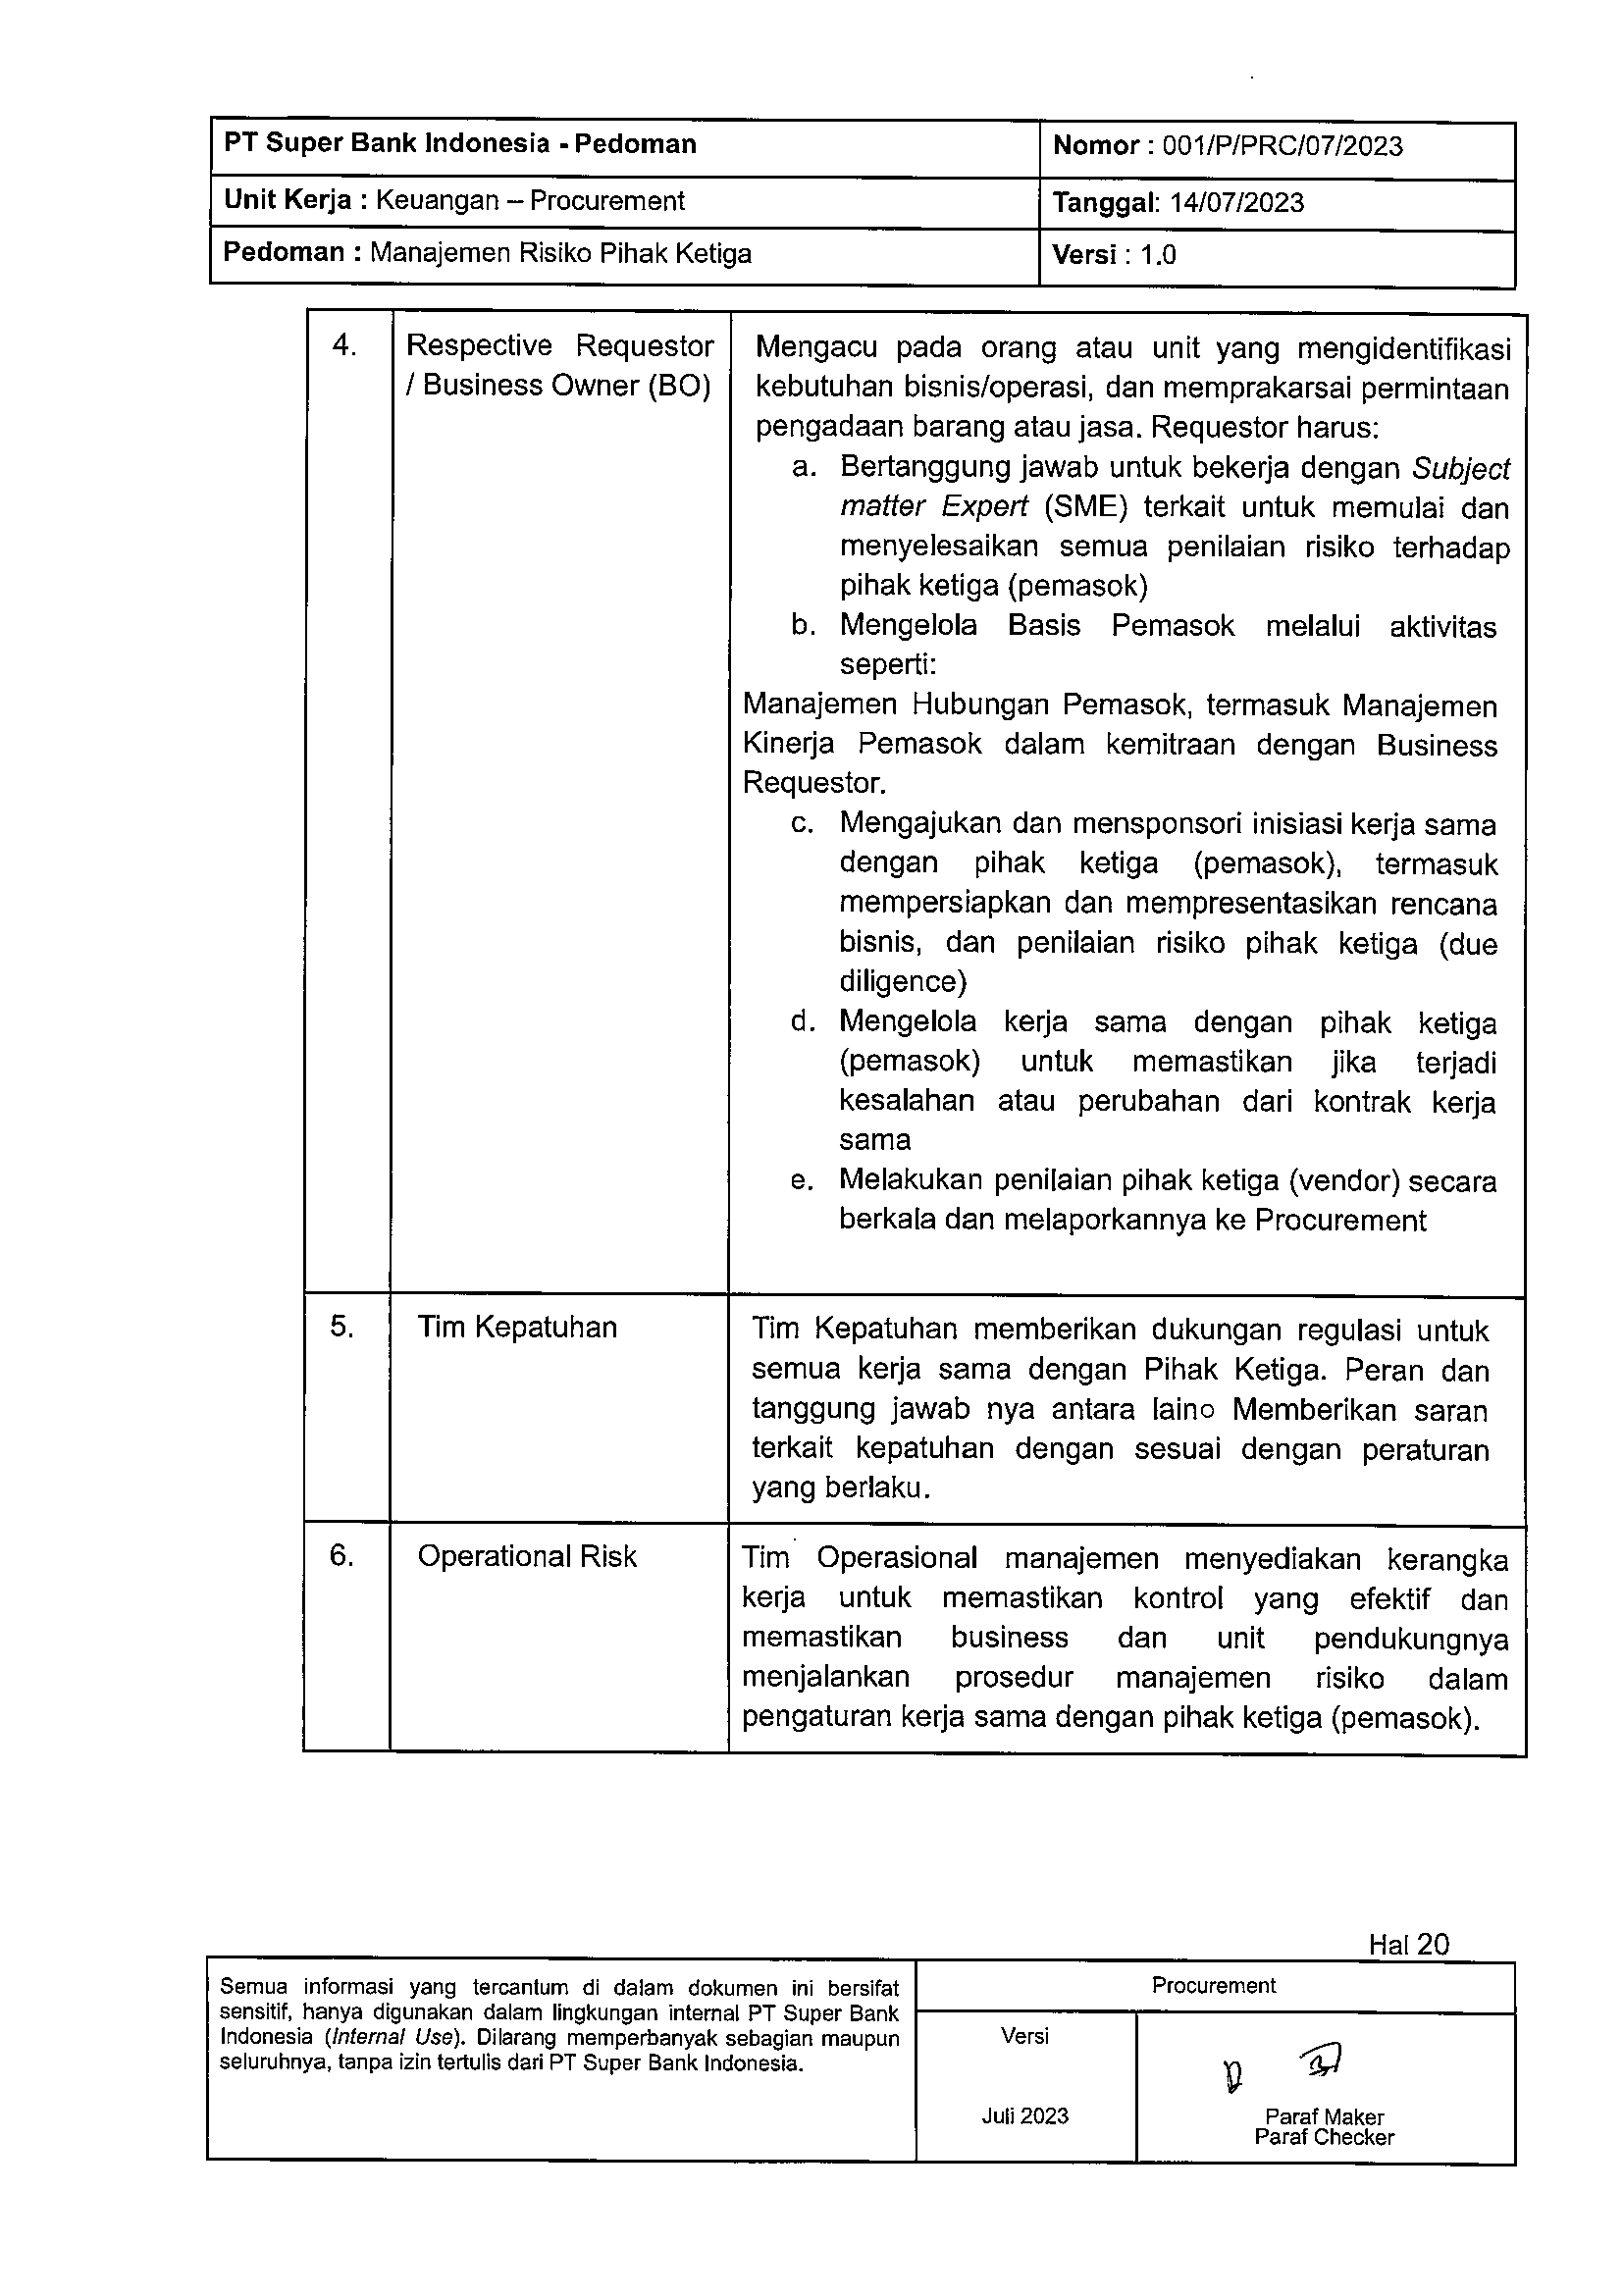 PT Super Bank Indonesia - Pedoman
Nomor : 001/P/PRC/07/2023
Unit Kerja : Keuangan – Procurement
Tanggal: 14/07/2023
Pedoman : Manajemen Risiko Pihak Ketiga
Versi : 1.0
4.
Respective Requestor
/ Business Owner (BO)
Mengacu pada orang atau unit yang mengidentifikasi
kebutuhan bisnis/operasi, dan memprakarsai permintaan
pengadaan barang atau jasa. Requestor harus:
a. Bertanggung jawab untuk bekerja dengan Subject
matter Expert (SME) terkait untuk memulai dan
menyelesaikan semua penilaian risiko terhadap
pihak ketiga (pemasok)
b. Mengelola Basis Pemasok melalui aktivitas
seperti:
Manajemen Hubungan Pemasok, termasuk Manajemen
Kinerja Pemasok dalam kemitraan dengan Business
Requestor.
c. Mengajukan dan mensponsori inisiasi kerja sama
dengan pihak ketiga (pemasok), termasuk
mempersiapkan dan mempresentasikan rencana
bisnis, dan penilaian risiko pihak ketiga (due
diligence)
d. Mengelola kerja sama dengan pihak ketiga
(pemasok) untuk memastikan jika terjadi
kesalahan atau perubahan dari kontrak kerja
sama
e. Melakukan penilaian pihak ketiga (vendor) secara
berkala dan melaporkannya ke Procurement
5.
Tim Kepatuhan
Tim Kepatuhan memberikan dukungan regulasi untuk
semua kerja sama dengan Pihak Ketiga. Peran dan
tanggung jawab nya antara laino Memberikan saran
terkait kepatuhan dengan sesuai dengan peraturan
yang berlaku.
6.
Operational Risk
Tim Operasional manajemen menyediakan kerangka
kerja untuk memastikan kontrol yang efektif dan
memastikan business dan unit pendukungnya
menjalankan prosedur manajemen risiko dalam
pengaturan kerja sama dengan pihak ketiga (pemasok).
Hal 20
Semua informasi yang tercantum di dalam dokumen ini bersifat
sensitif, hanya digunakan dalam lingkungan internal PT Super Bank
Indonesia (Internal Use). Dilarang memperbanyak sebagian maupun
seluruhnya, tanpa izin tertulis dari PT Super Bank Indonesia.
Procurement
Versi
Juli 2023
Paraf Maker
Paraf Checker